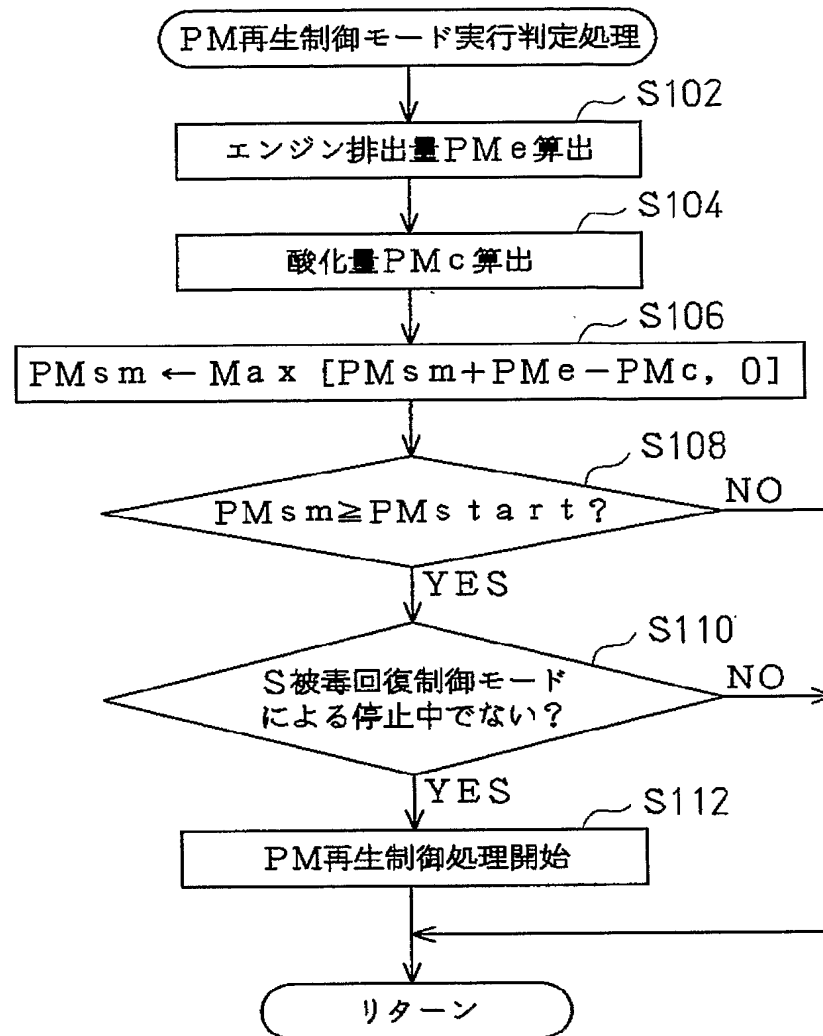 PM再生制御モード実行判定処理
S102
エンジン排出量PMe算出
S104
酸化量PMc算出
S106
PMsm←Max [PMsm+PMe−PMc, 0]
S108
PMsm≧PMstart?
NO
YES
S110
S被毒回復制御モード
による停止中でない?
NO
YES
S112
PM再生制御処理開始
リターン